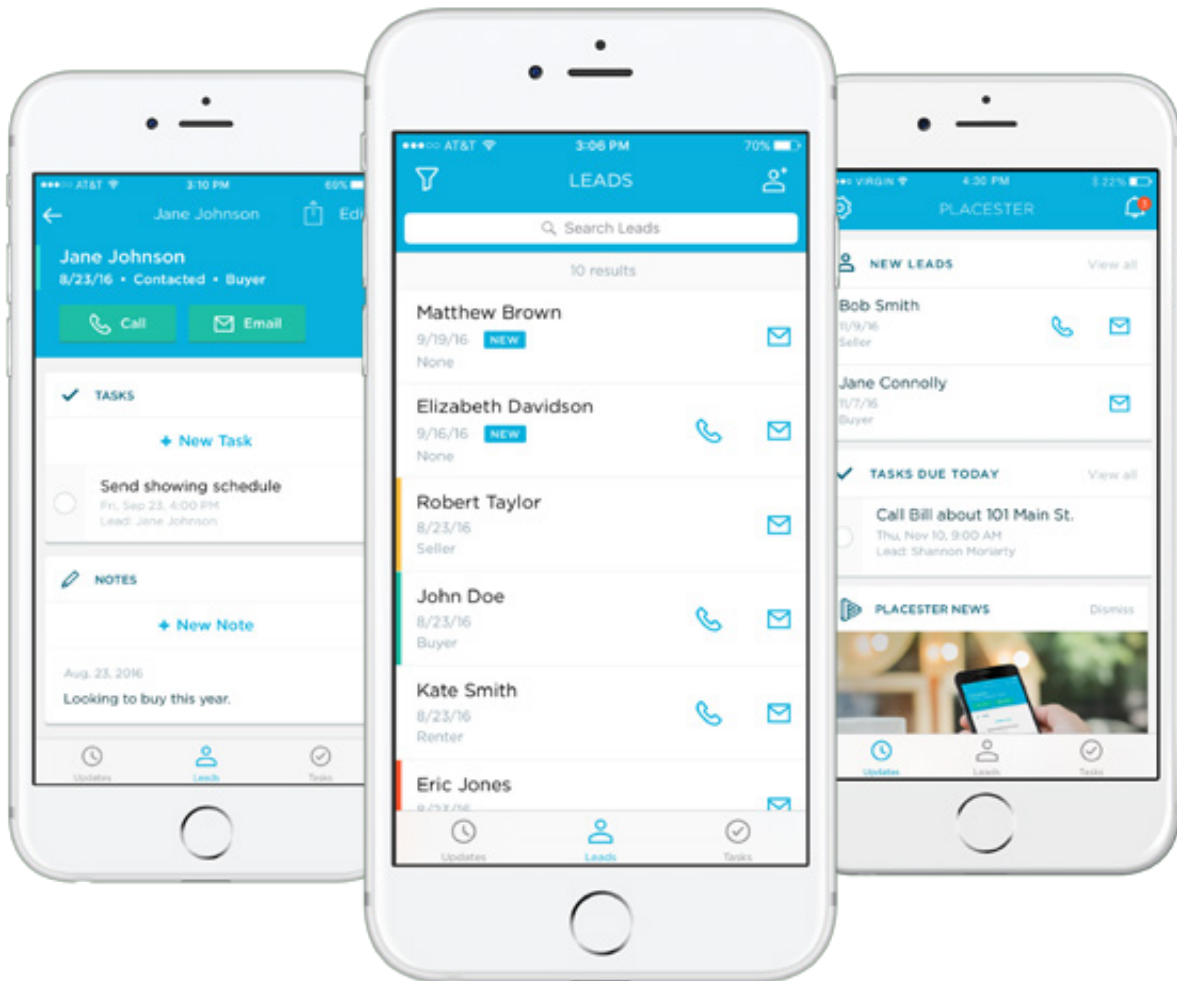 AT&T 3:10 PM 69%
Jane Johnson Edi
Jane Johnson
8/23/16 • Contacted • Buyer
Call Email
TASKS
+ New Task
Send showing schedule
Fri, Sep 23, 4:00 PM
Lead: Jane Johnson
NOTES
+ New Note
Aug. 23, 2016
Looking to buy this year.
Updates Leads Tasks
AT&T 3:06 PM 70%
LEADS
Search Leads
10 results
Matthew Brown
9/19/16 NEW
None
Elizabeth Davidson
9/16/16 NEW
None
Robert Taylor
8/23/16
Seller
John Doe
8/23/16
Buyer
Kate Smith
8/23/16
Renter
Eric Jones
8/23/16
Updates Leads Tasks
VIRGIN 4:30 PM 22%
PLACESTER 3
NEW LEADS View all
Bob Smith
11/9/16
Seller
Jane Connolly
11/7/16
Buyer
TASKS DUE TODAY View all
Call Bill about 101 Main St.
Thu, Nov 10, 9:00 AM
Lead: Shannon Moriarty
PLACESTER NEWS Dismiss
Updates Leads Tasks